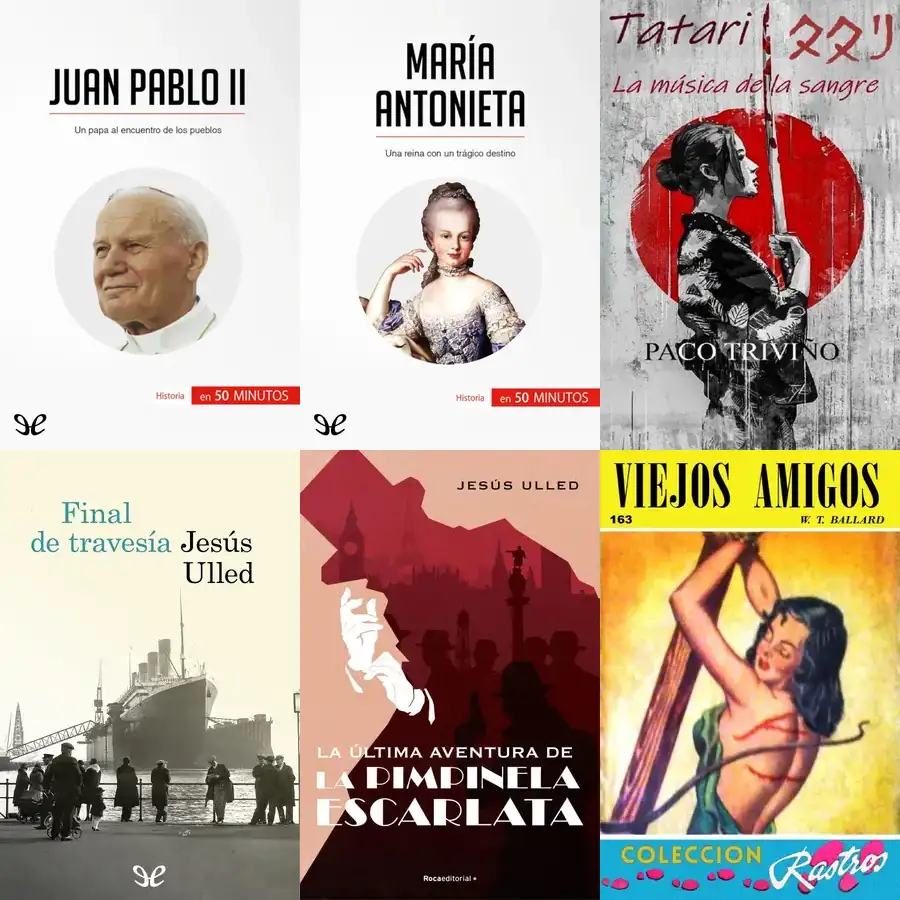 JUAN PABLO II
Un papa al encuentro de los pueblos
Historia
en 50 MINUTOS
MARÍA
ANTONIETA
Una reina con un trágico destino
Historia
en 50 MINUTOS
Tatari タタリ
La música de la sangre
PACO TRIVIÑO
Final
de travesía Jesús
Ulled
JESÚS ULLED
LA ÚLTIMA AVENTURA DE
LA PIMPINELA
ESCARLATA
Rocaeditorial
VIEJOS AMIGOS
163
W. T. BALLARD
COLECCION
Rastros